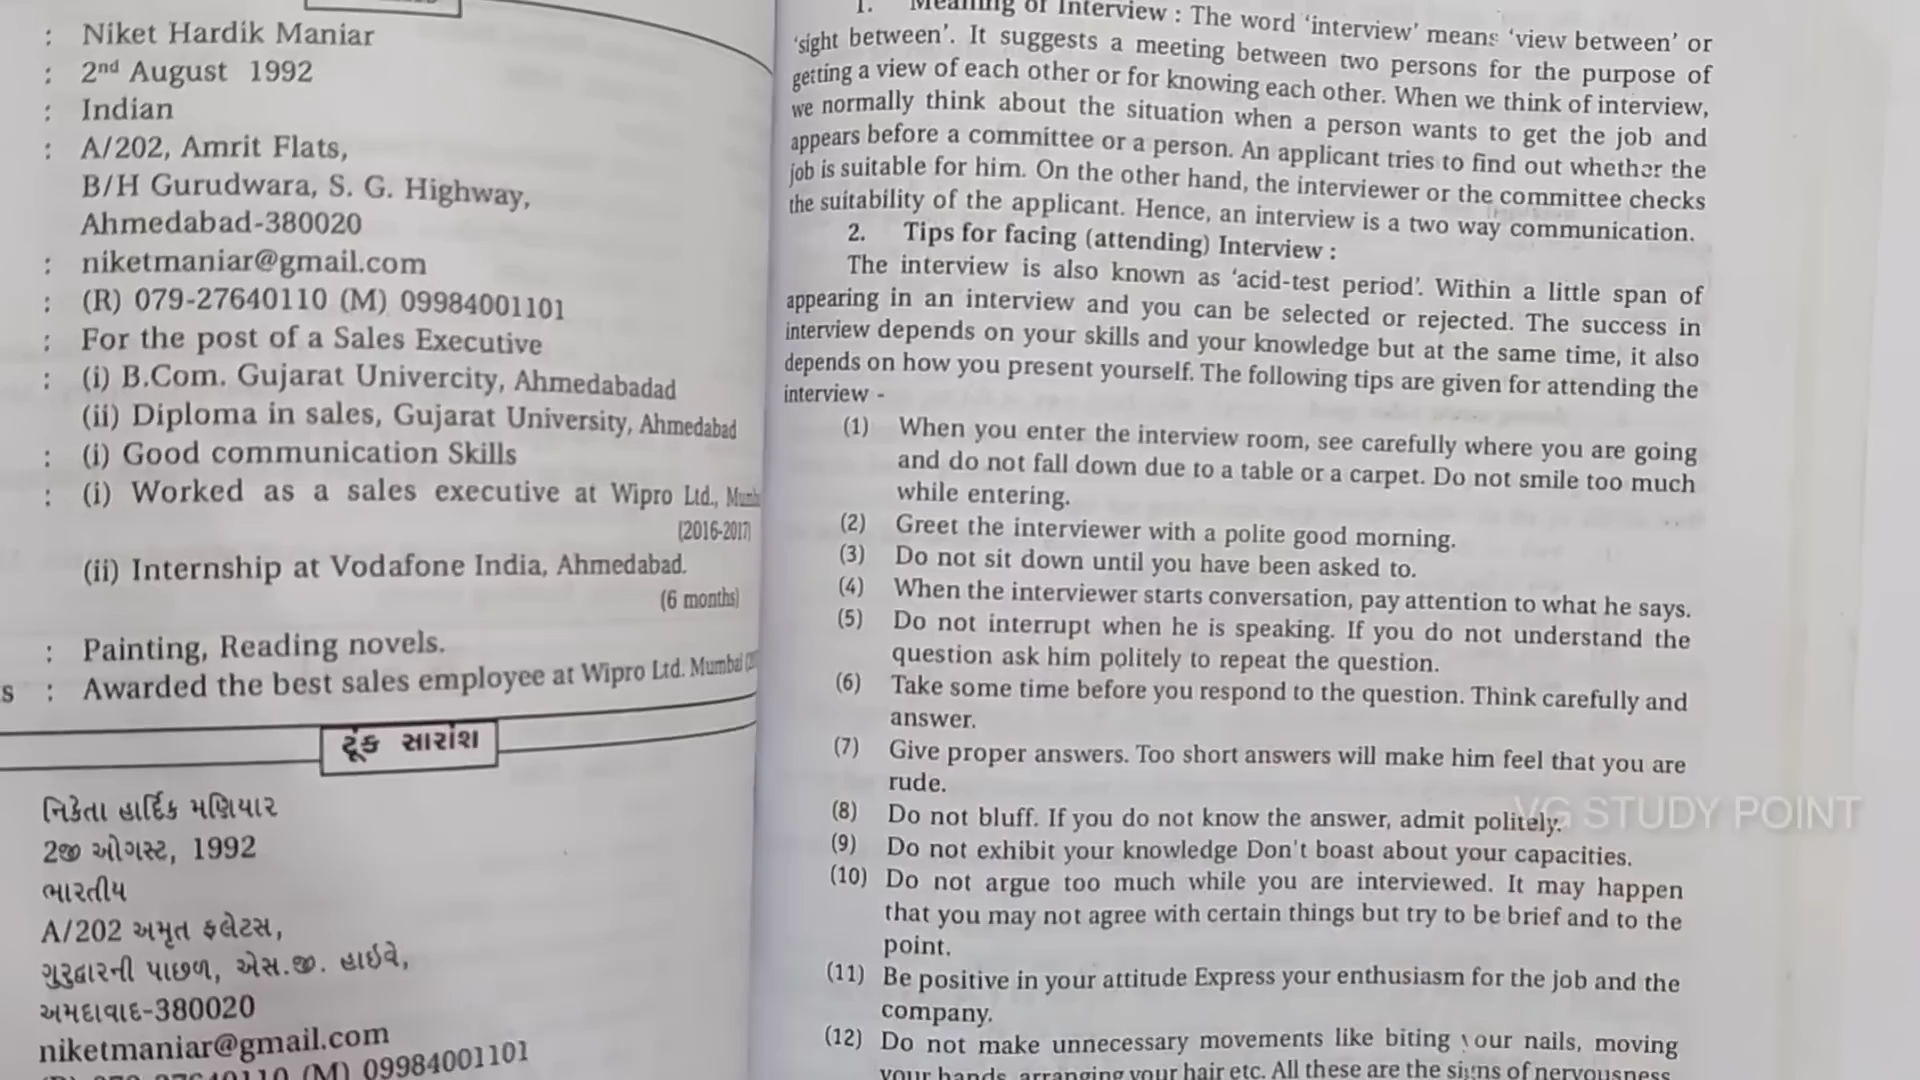 : Niket Hardik Maniar
: 2nd August 1992
: Indian
: A/202, Amrit Flats,
B/H Gurudwara, S. G. Highway,
Ahmedabad-380020
: niketmaniar@gmail.com
: (R) 079-27640110 (M) 09984001101
: For the post of a Sales Executive
: (i) B.Com. Gujarat Univercity, Ahmedabadad
(ii) Diploma in sales, Gujarat University, Ahmedabad
: (i) Good communication Skills
: (i) Worked as a sales executive at Wipro Ltd.,
(2016-2017)
(ii) Internship at Vodafone India, Ahmedabad.
(6 months)
: Painting, Reading novels.
s : Awarded the best sales employee at Wipro Ltd. Mumbai
ટૂંક સારાંશ
નિકેતા હાર્દિક મણિયાર
2જી ઓગસ્ટ, 1992
ભારતીય
A/202 અમૃત ફલેટસ,
ગુરુદ્વારની પાછળ, એસ.જી. હાઈવે,
અમદાવાદ-380020
niketmaniar@gmail.com
(M) 09984001101
1. Meaning of Interview : The word ‘interview’ means ‘view between’ or
‘sight between’. It suggests a meeting between two persons for the purpose of
getting a view of each other or for knowing each other. When we think of interview,
we normally think about the situation when a person wants to get the job and
appears before a committee or a person. An applicant tries to find out whether the
job is suitable for him. On the other hand, the interviewer or the committee checks
the suitability of the applicant. Hence, an interview is a two way communication.
2. Tips for facing (attending) Interview :
The interview is also known as ‘acid-test period’. Within a little span of
appearing in an interview and you can be selected or rejected. The success in
interview depends on your skills and your knowledge but at the same time, it also
depends on how you present yourself. The following tips are given for attending the
interview -
(1) When you enter the interview room, see carefully where you are going
and do not fall down due to a table or a carpet. Do not smile too much
while entering.
(2) Greet the interviewer with a polite good morning.
(3) Do not sit down until you have been asked to.
(4) When the interviewer starts conversation, pay attention to what he says.
(5) Do not interrupt when he is speaking. If you do not understand the
question ask him politely to repeat the question.
(6) Take some time before you respond to the question. Think carefully and
answer.
(7) Give proper answers. Too short answers will make him feel that you are
rude.
(8) Do not bluff. If you do not know the answer, admit politely.
(9) Do not exhibit your knowledge Don't boast about your capacities.
(10) Do not argue too much while you are interviewed. It may happen
that you may not agree with certain things but try to be brief and to the
point.
(11) Be positive in your attitude Express your enthusiasm for the job and the
company.
(12) Do not make unnecessary movements like biting your nails, moving
your hands, arranging your hair etc. All these are the signs of nervousness
VG STUDY POINT